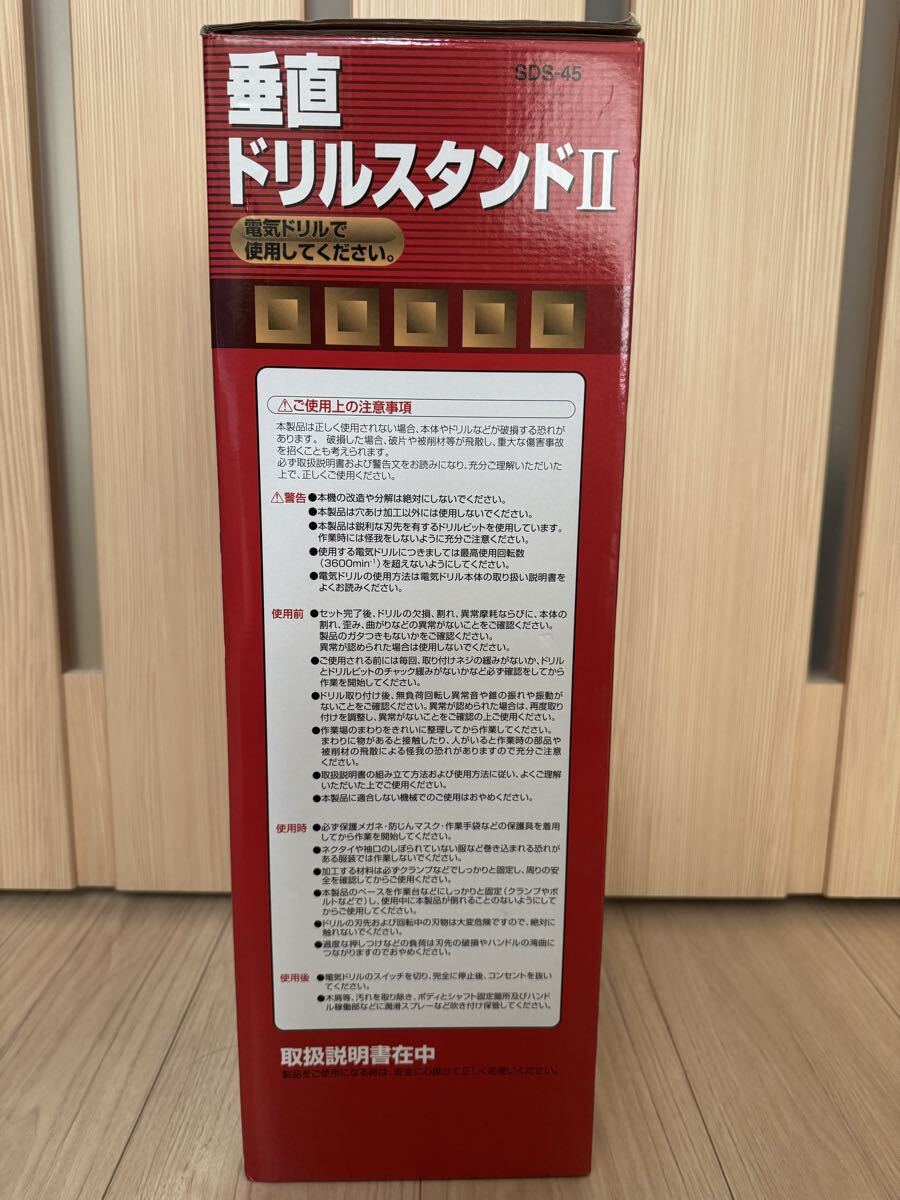 SDS-45
垂直
ドリルスタンドⅡ
電気ドリルで
使用してください。
⚠ご使用上の注意事項
本製品は正しく使用されない場合、本体やドリルなどが破損する恐れが
あります。破損した場合、破片や被削材等が飛散し、重大な傷害事故
を招くことも考えられます。
必ず取扱説明書および警告文をお読みになり、充分ご理解いただいた
上で、正しくご使用ください。
⚠警告 ●本機の改造や分解は絶対にしないでください。
●本製品は穴あけ加工以外には使用しないでください。
●本製品は鋭利な刃先を有するドリルビットを使用しています。
作業時には怪我をしないように充分ご注意ください。
●使用する電気ドリルにつきましては最高使用回転数
(3600min⁻¹)を超えないようにしてください。
●電気ドリルの使用方法は電気ドリル本体の取り扱い説明書を
よくお読みください。
使用前 ●セット完了後、ドリルの欠損、割れ、異常摩耗ならびに、本体の
割れ、歪み、曲がりなどの異常がないことをご確認ください。
製品のガタつきもないかをご確認ください。
異常が認められた場合は使用しないでください。
●ご使用される前には毎回、取り付けネジの緩みがないか、ドリル
とドリルビットのチャック緩みがないかなど必ず確認をしてから
作業を開始してください。
●ドリル取り付け後、無負荷回転し異常音や錐の振れや振動が
ないことをご確認ください。異常が認められた場合は、再度取り
付けを調整し、異常がないことをご確認の上ご使用ください。
●作業場のまわりをきれいに整理してから作業してください。
まわりに物があると接触したり、人がいると作業時の部品や
被削材の飛散による怪我の恐れがありますので充分ご注意
ください。
●取扱説明書の組み立て方法および使用方法に従い、よくご理解
いただいた上でご使用ください。
●本製品に適合しない機械でのご使用はおやめください。
使用時 ●必ず保護メガネ・防じんマスク・作業手袋などの保護具を着用
してから作業を開始してください。
●ネクタイや袖口のしぼられていない服など巻き込まれる恐れが
ある服装では作業しないでください。
●加工する材料は必ずクランプなどでしっかりと固定し、周りの安
全を確認してからご使用ください。
●本製品のベースを作業台などにしっかりと固定(クランプやボ
ルトなどで)し、使用中に本製品が倒れることのないようにして
からご使用ください。
●ドリルの刃先および回転中の刃物は大変危険ですので、絶対に
触れないでください。
●過度な押しつけなどの負荷は刃先の破損やハンドルの湾曲に
つながりますのでおやめください。
使用後 ●電気ドリルのスイッチを切り、完全に停止後、コンセントを抜い
てください。
●木屑等、汚れを取り除き、ボディとシャフト固定箇所及びハンド
ル稼働部などに潤滑スプレーなど吹き付け保管してください。
取扱説明書在中
製品をご使用になる時は、安全に心掛けて正しくお使いください。